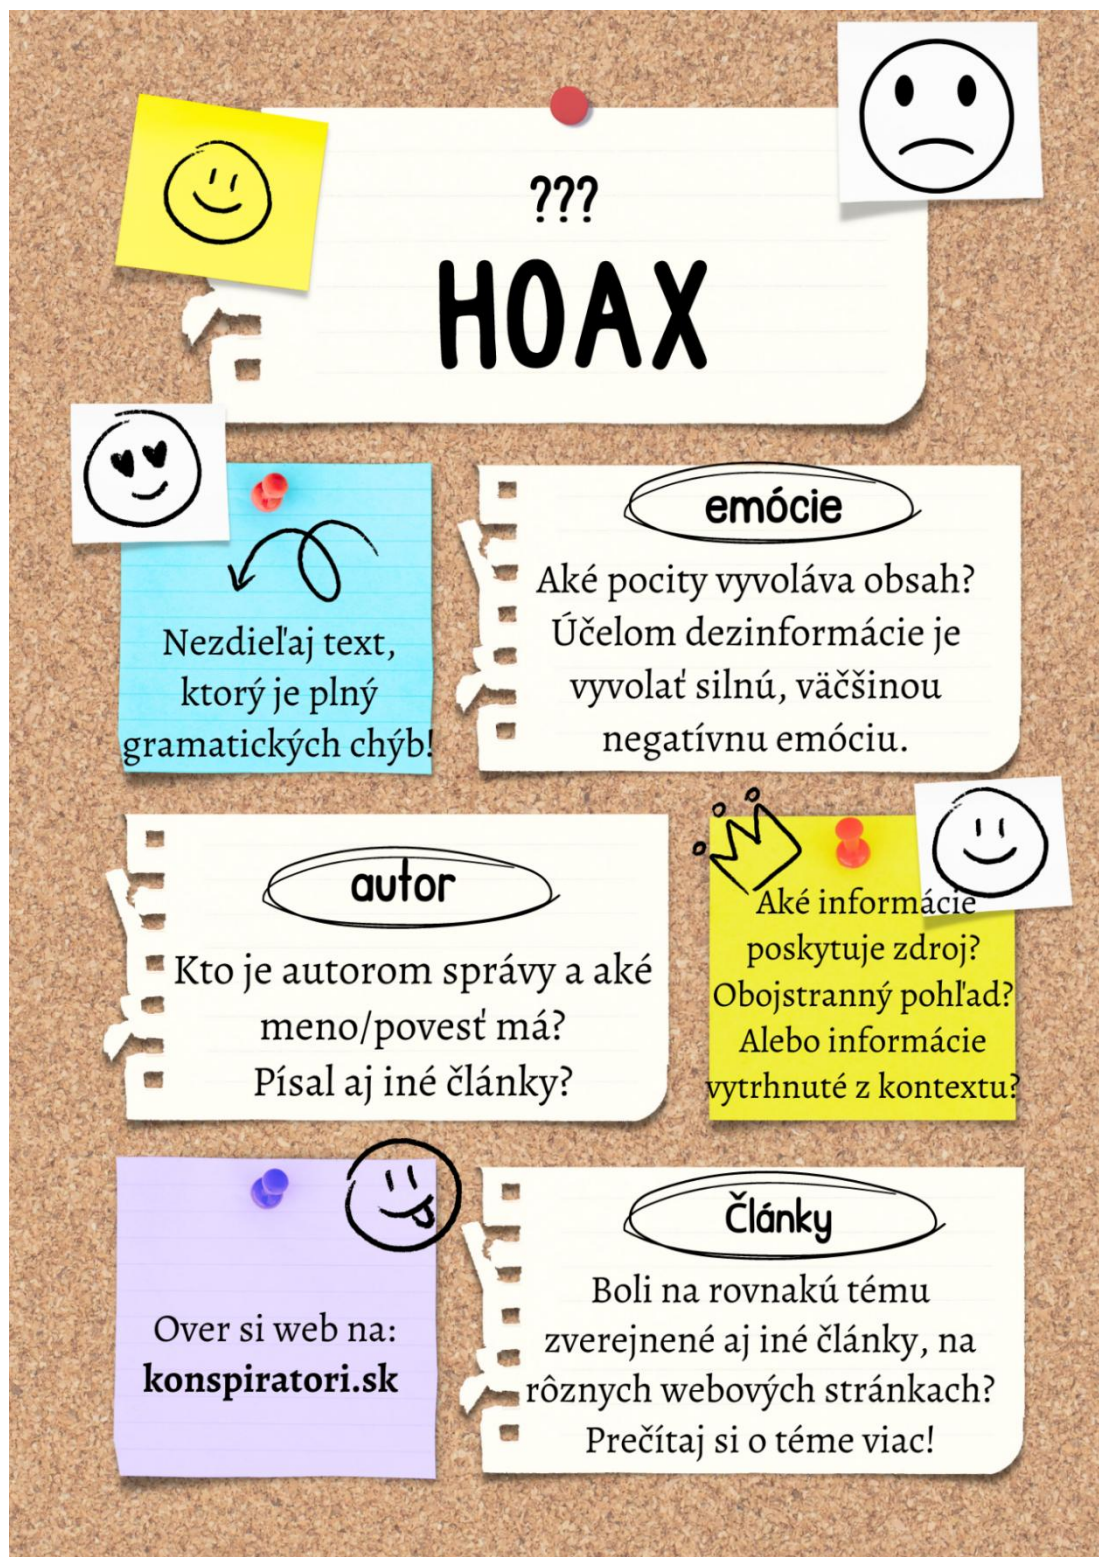 ???
HOAX
Nezdieľaj text,
ktorý je plný
gramatických chýb!
emócie
Aké pocity vyvoláva obsah?
Účelom dezinformácie je
vyvolať silnú, väčšinou
negatívnu emóciu.
autor
Kto je autorom správy a aké
meno/povesť má?
Písal aj iné články?
Aké informácie
poskytuje zdroj?
Obojstranný pohľad?
Alebo informácie
vytrhnuté z kontextu?
Over si web na:
konspiratori.sk
Články
Boli na rovnakú tému
zverejnené aj iné články, na
rôznych webových stránkach?
Prečítaj si o téme viac!